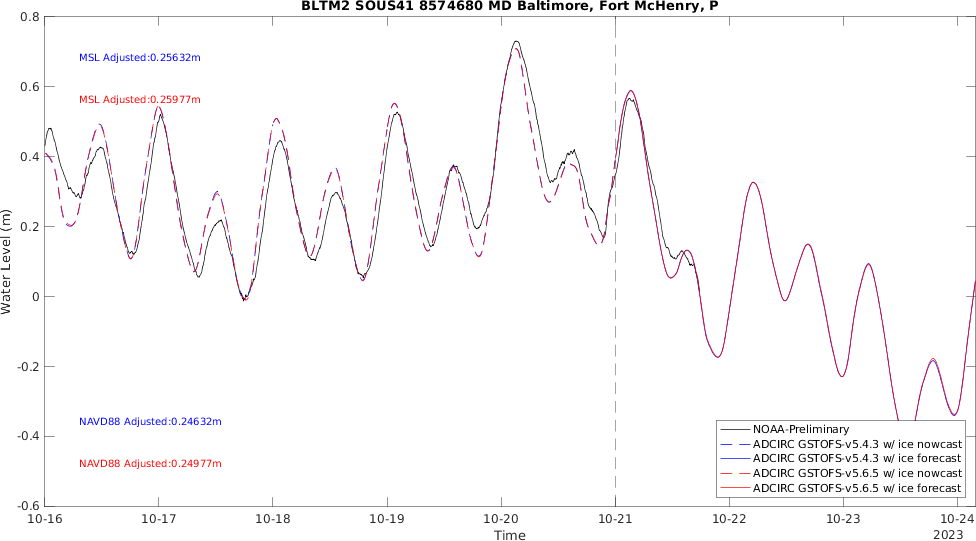 BLTM2 SOUS41 8574680 MD Baltimore, Fort McHenry, P
0.8
0.6
0.4
0.2
0
-0.2
-0.4
-0.6
Water Level (m)
MSL Adjusted:0.25632m
MSL Adjusted:0.25977m
NAVD88 Adjusted:0.24632m
NAVD88 Adjusted:0.24977m
NOAA-Preliminary
ADCIRC GSTOFS-v5.4.3 w/ ice nowcast
ADCIRC GSTOFS-v5.4.3 w/ ice forecast
ADCIRC GSTOFS-v5.6.5 w/ ice nowcast
ADCIRC GSTOFS-v5.6.5 w/ ice forecast
10-16 10-17 10-18 10-19 10-20 10-21 10-22 10-23 10-24
Time
2023